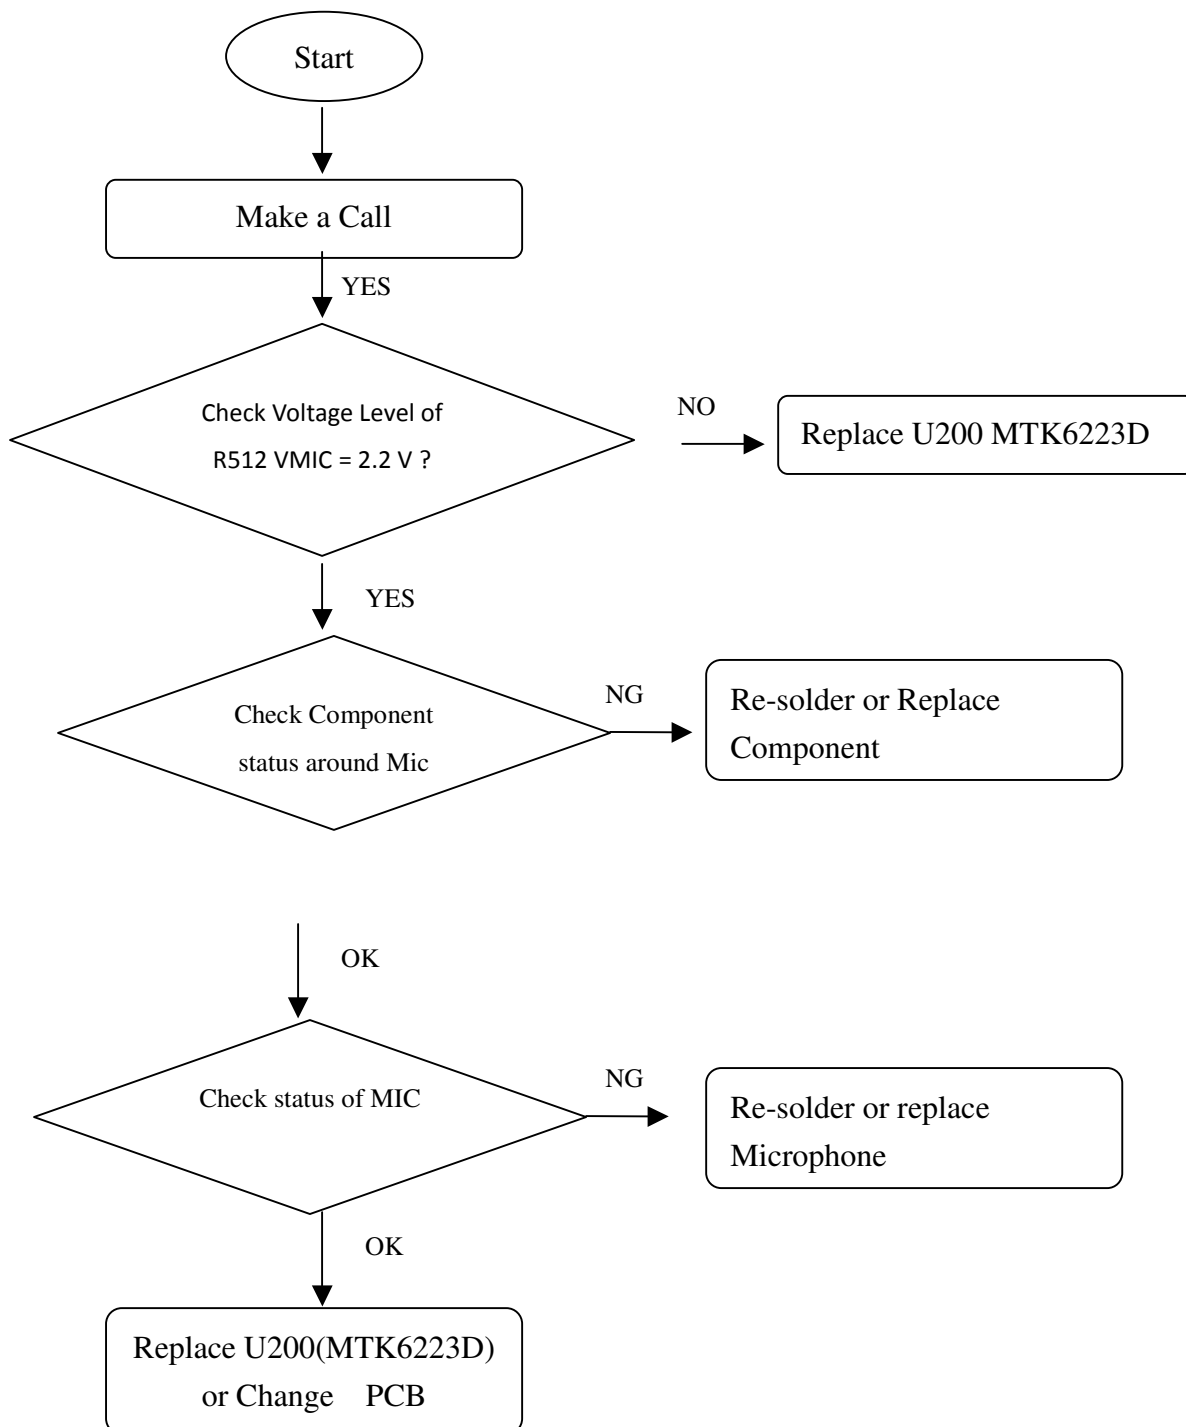 Start
Make a Call
YES
Check Voltage Level of
R512 VMIC = 2.2 V ?
NO
Replace U200 MTK6223D
YES
Check Component
status around Mic
NG
Re-solder or Replace
Component
OK
Check status of MIC
NG
Re-solder or replace
Microphone
OK
Replace U200(MTK6223D)
or Change PCB